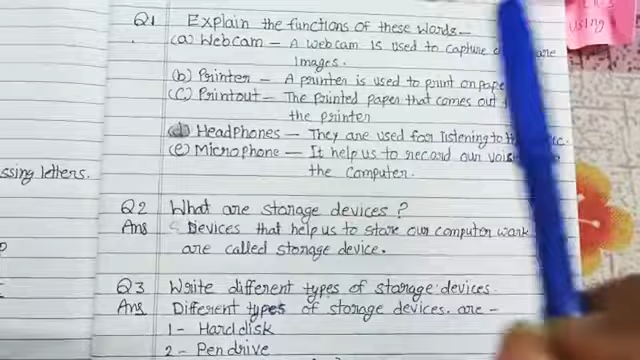 Q1 Explain the functions of these words.-
(a) Webcam - A webcam is used to capture
images.
(b) Printer - A printer is used to print on
(c) Printout - The printed paper that comes out
the printer
(d) Headphones - They are used for listening to
(e) Microphone - It help us to record our
the computer.
ssing letters.
Q2 What are storage devices?
Ans Devices that help us to store our computer work
are called storage device.
Q3 Write different types of storage devices.
Ans Different types of storage devices. are -
1- Hard disk
2- Pen drive
using